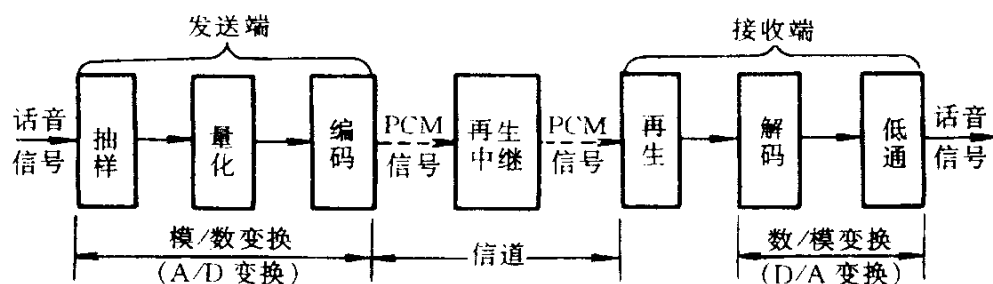 发送端
接收端
话音
信号
抽样
量化
编码
PCM
信号
再生
中继
PCM
信号
再生
解码
低通
话音
信号
模/数变换
(A/D 变换)
信道
数/模变换
(D/A 变换)